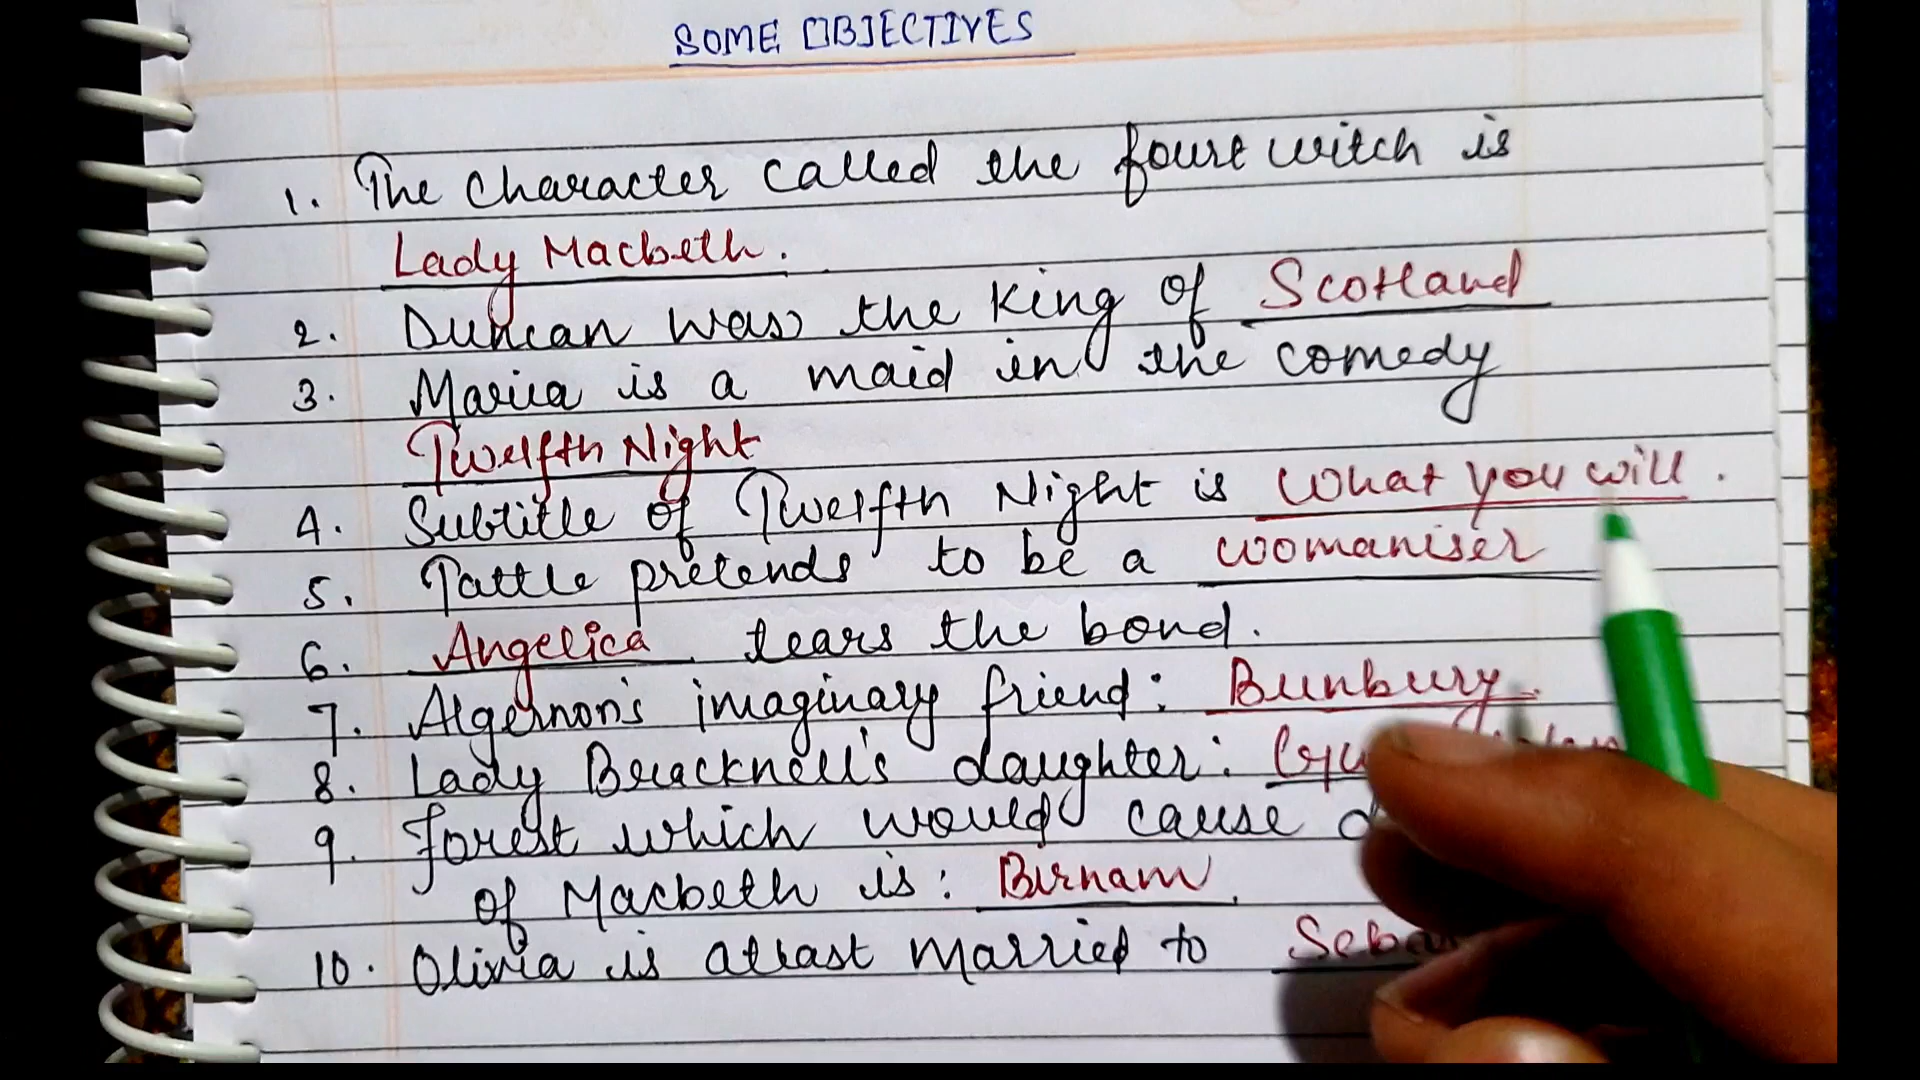 SOME OBJECTIVES
1. The Character called the fourt witch is
Lady Macbeth.
2. Duncan was the King of Scotland
3. Maria is a maid in the comedy
Twelfth Night
4. Subtitle of Twelfth Night is What you will.
5. Tattle pretends to be a womaniser
6. Angelica tears the bond.
7. Algernon's imaginary friend: Bunbury.
8. Lady Bracknell's daughter:
9. Forest which would cause
of Macbeth is: Birnam.
10. Olivia is atlast married to